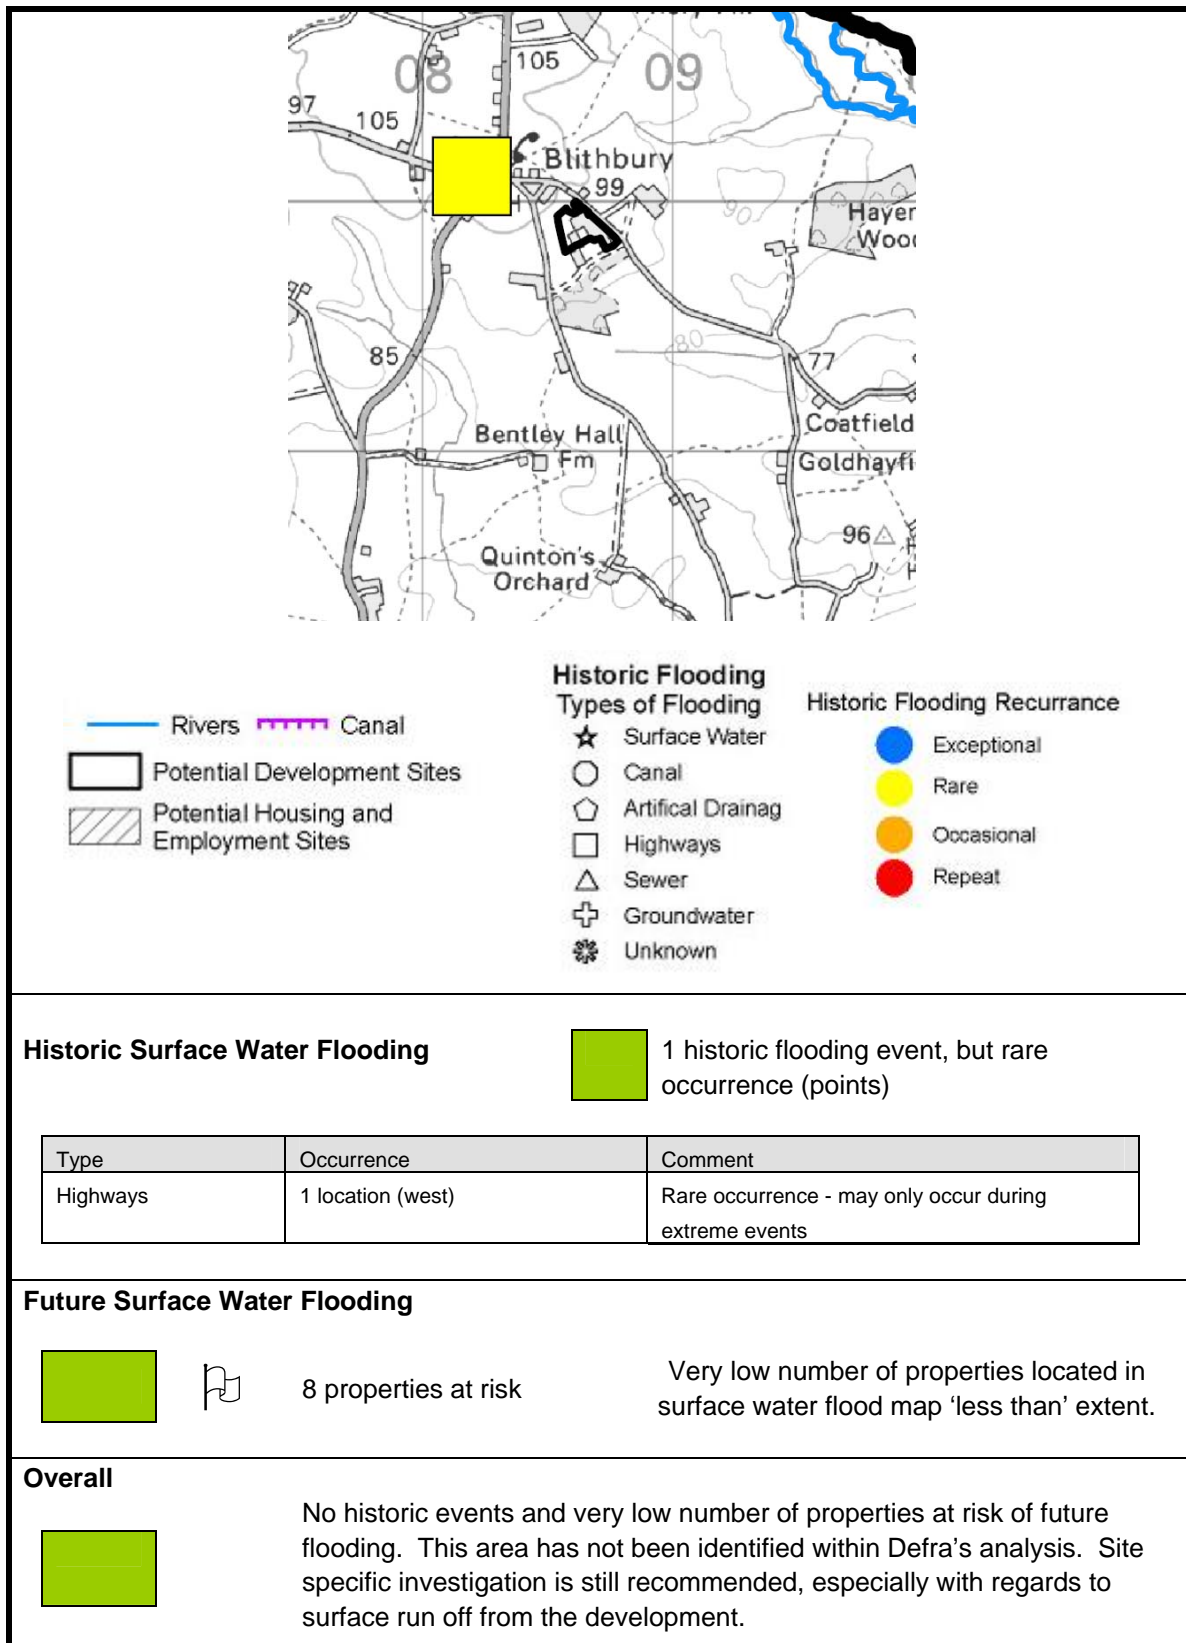 105
08
09
97
105
Blithbury
99
90
Hayer
Wood
80
85
77
Coatfield
Bentley Hall
Fm
Goldhayfi
96
Quinton's
Orchard
Historic Flooding
Types of Flooding
Historic Flooding Recurrance
Rivers
Canal
Surface Water
Exceptional
Potential Development Sites
Canal
Rare
Potential Housing and
Employment Sites
Artifical Drainag
Highways
Occasional
Sewer
Repeat
Groundwater
Unknown
Historic Surface Water Flooding
1 historic flooding event, but rare
occurrence (points)
Type Occurrence Comment
Highways 1 location (west) Rare occurrence - may only occur during
extreme events
Future Surface Water Flooding
8 properties at risk
Very low number of properties located in
surface water flood map ‘less than’ extent.
Overall
No historic events and very low number of properties at risk of future
flooding. This area has not been identified within Defra’s analysis. Site
specific investigation is still recommended, especially with regards to
surface run off from the development.